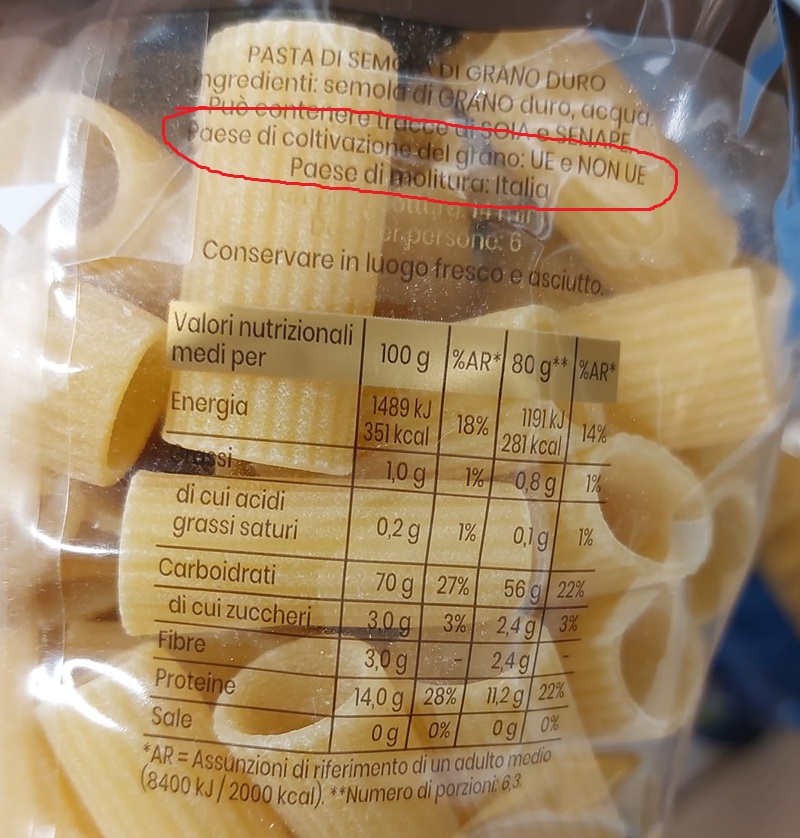 PASTA DI SEMOLA DI GRANO DURO
Ingredienti: semola di GRANO duro, acqua.
Può contenere tracce di SOIA e SENAPE.
Paese di coltivazione del grano: UE e NON UE
Paese di molitura: Italia
14 min
persone: 6
Conservare in luogo fresco e asciutto.
Valori nutrizionali medi per 100 g %AR* 80 g** %AR*
Energia 1489 kJ 351 kcal 18% 1191 kJ 281 kcal 14%
Grassi 1,0 g 1% 0,8 g 1%
di cui acidi grassi saturi 0,2 g 1% 0,1 g 1%
Carboidrati 70 g 27% 56 g 22%
di cui zuccheri 3,0 g 3% 2,4 g 3%
Fibre 3,0 g - 2,4 g -
Proteine 14,0 g 28% 11,2 g 22%
Sale 0 g 0% 0 g 0%
*AR = Assunzioni di riferimento di un adulto medio
(8400 kJ / 2000 kcal). **Numero di porzioni: 6,3.